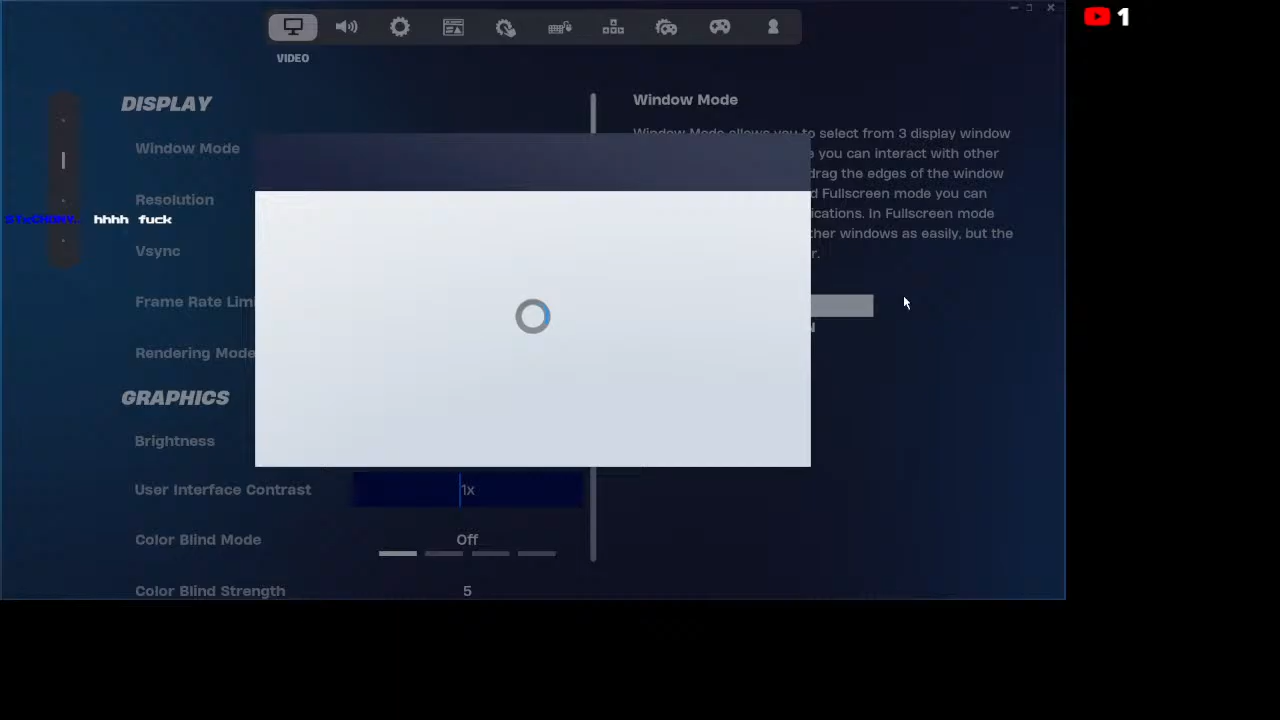 1
VIDEO
DISPLAY
Window Mode
Resolution
hhhh fuck
Vsync
Frame Rate Limi
Rendering Mode
GRAPHICS
Brightness
User Interface Contrast 1x
Color Blind Mode Off
Color Blind Strength 5
Window Mode
Window Mode allows you to select from 3 display window
you can interact with other
drag the edges of the window
Fullscreen mode you can
ications. In Fullscreen mode
ther windows as easily, but the
r.